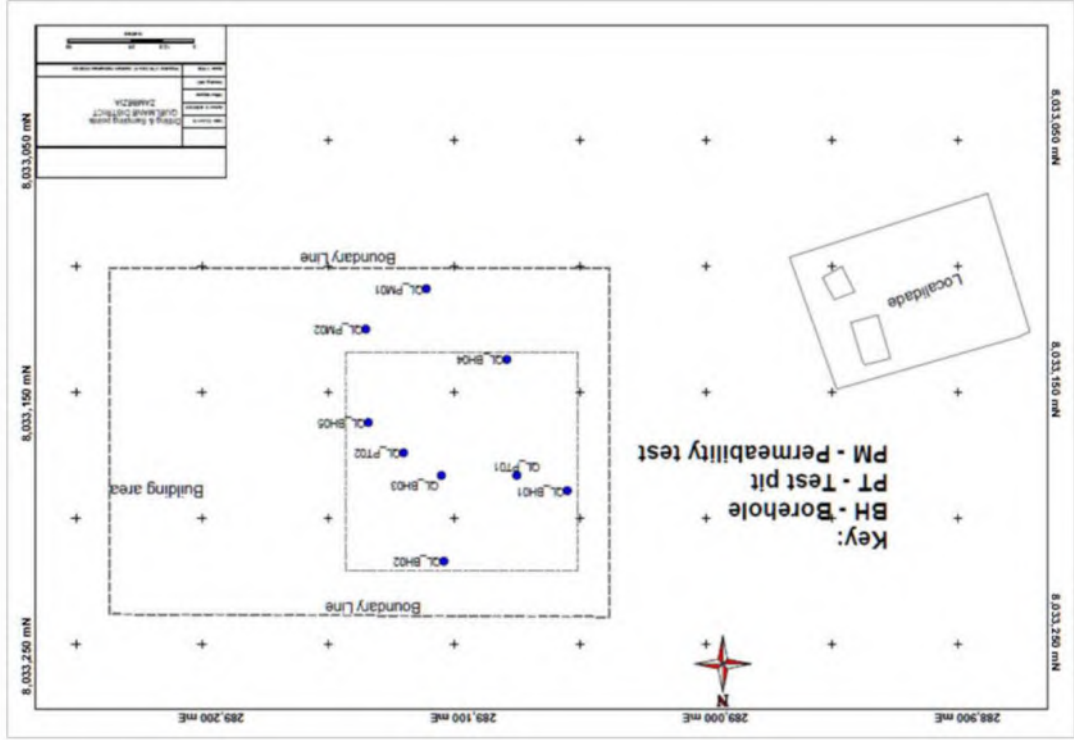 288,900 mE
289,000 mE
289,100 mE
289,200 mE
N
8,033,250 mN
8,033,250 mN
Boundary Line
QL_BH02
Key:
BH - Borehole
PT - Test pit
PM - Permeability test
QL_BH01
QL_PT01
QL_BH03
Building area
QL_PT02
QL_BH05
8,033,150 mN
8,033,150 mN
QL_BH04
Localidade
QL_PM02
QL_PM01
Boundary Line
8,033,050 mN
8,033,050 mN
Drilling & Sampling points
QUELIMANE DISTRICT
ZAMBEZIA